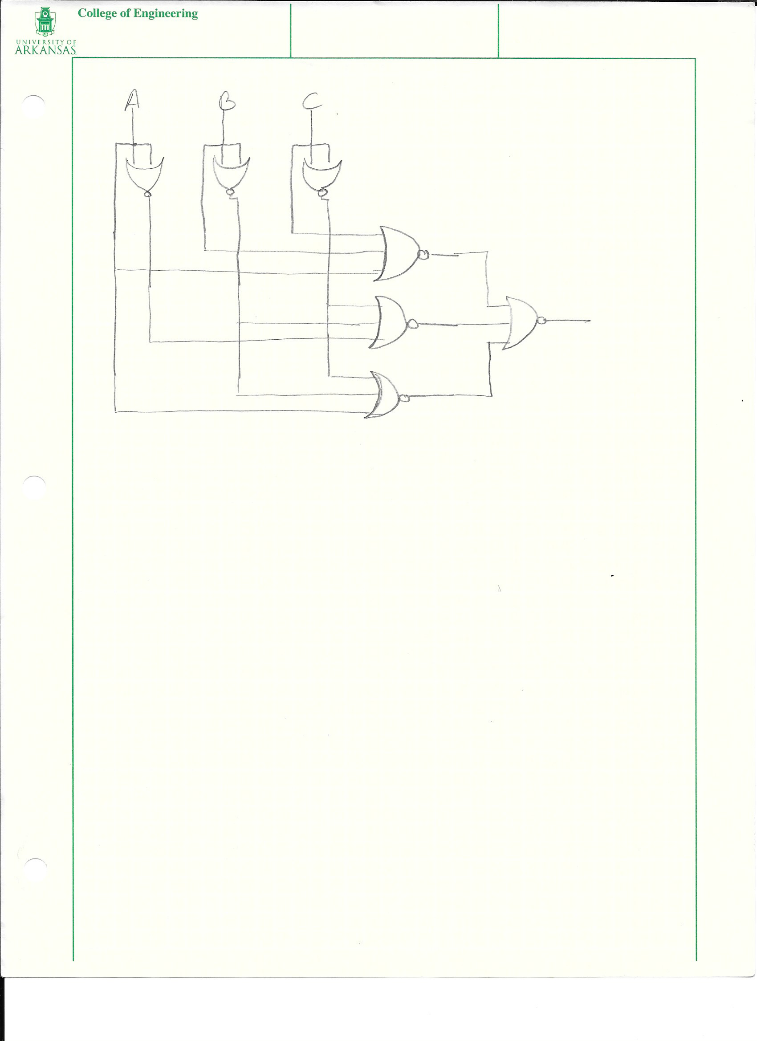 College of Engineering
UNIVERSITY OF
ARKANSAS
A B C